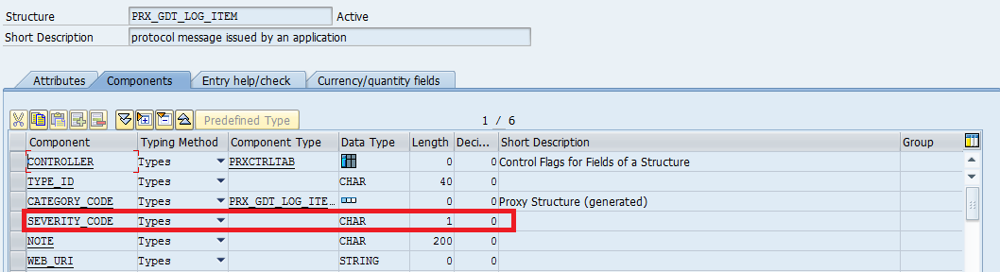 Structure PRX_GDT_LOG_ITEM Active
Short Description protocol message issued by an application
Attributes Components Entry help/check Currency/quantity fields
Predefined Type 1 / 6
Component Typing Method Component Type Data Type Length Deci... Short Description Group
CONTROLLER Types PRXCTRLTAB 0 0 Control Flags for Fields of a Structure
TYPE_ID Types CHAR 40 0
CATEGORY_CODE Types PRX_GDT_LOG_ITE... 0 0 Proxy Structure (generated)
SEVERITY_CODE Types CHAR 1 0
NOTE Types CHAR 200 0
WEB_URI Types STRING 0 0